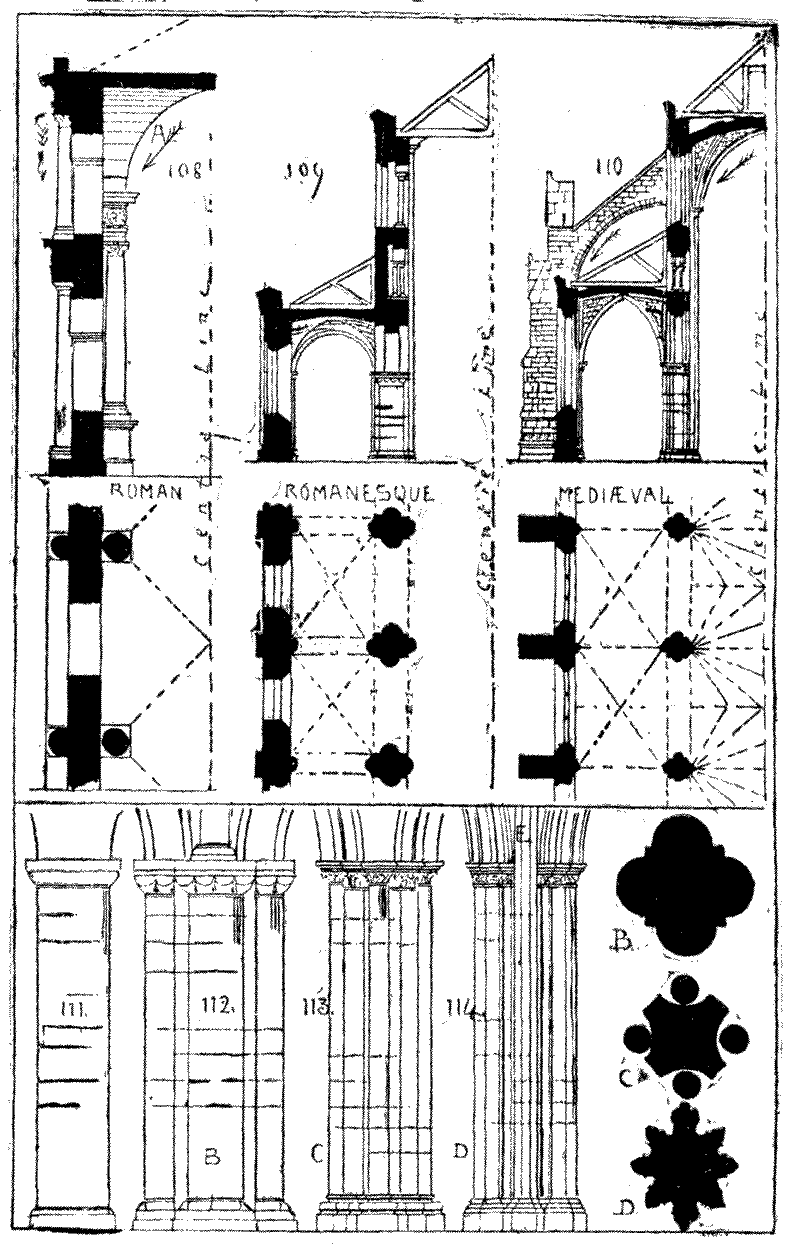 A
108
109
110
Centre line
Centre line
Centre line
ROMAN
ROMANESQUE
MEDIÆVAL
E
B
111.
112.
113.
114
C
B
C
D
D